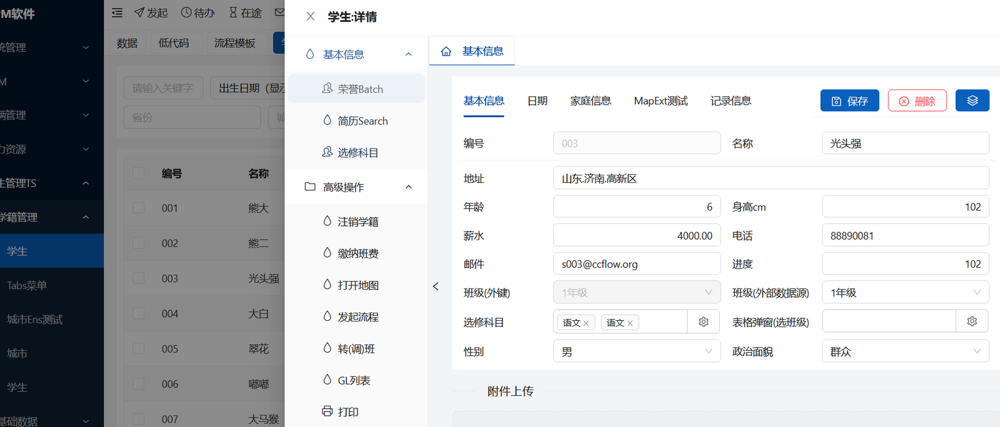 PM软件
发起
待办
在途
学生:详情
统管理
M
辆管理
力资源
生管理TS
学籍管理
学生
Tabs菜单
城市Ens测试
城市
学生
基础数据
数据
低代码
流程模板
请输入关键字
出生日期（显示
省份
城
编号
名称
001
熊大
002
熊二
003
光头强
004
大白
005
翠花
006
嘟嘟
007
大马猴
基本信息
荣誉Batch
简历Search
选修科目
高级操作
注销学籍
缴纳班费
打开地图
发起流程
转(调)班
GL列表
打印
基本信息
基本信息
日期
家庭信息
MapExt测试
记录信息
保存
删除
编号
003
名称
光头强
地址
山东.济南.高新区
年龄
6
身高cm
102
薪水
4000.00
电话
88890081
邮件
s003@ccflow.org
进度
102
班级(外键)
1年级
班级(外部数据源)
1年级
选修科目
语文
语文
表格弹窗(选班级)
性别
男
政治面貌
群众
附件上传